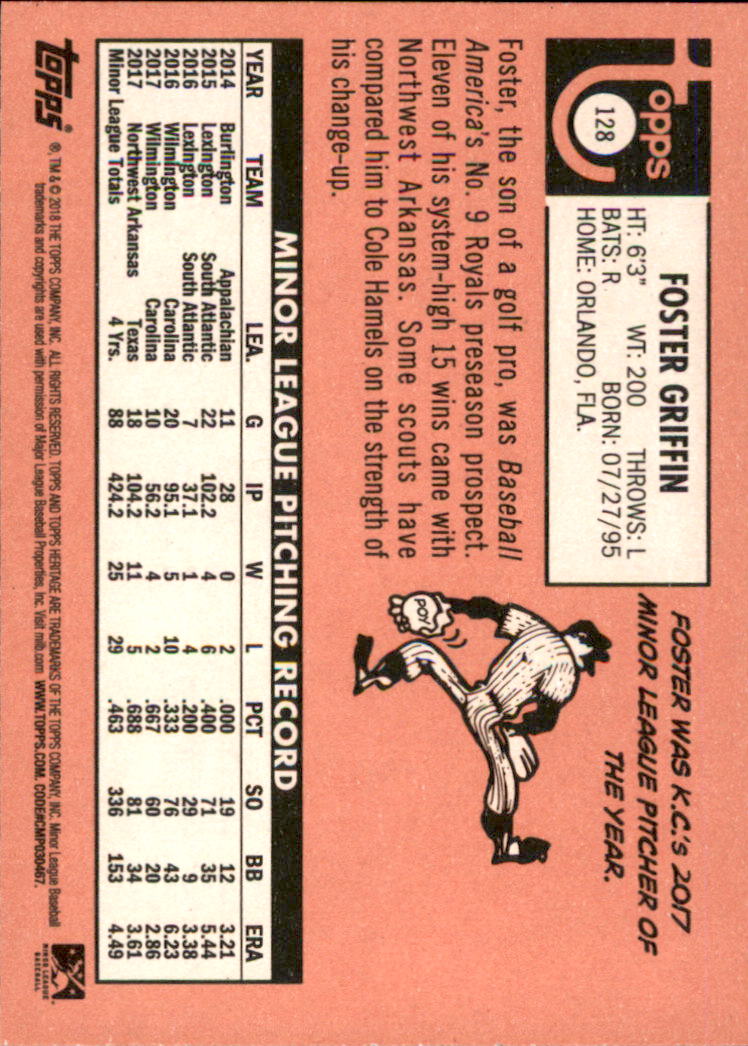 Topps
128
FOSTER GRIFFIN
HT: 6'3" WT: 200 THROWS: L
BATS: R BORN: 07/27/95
HOME: ORLANDO, FLA.
FOSTER WAS K.C.'s 2017
MINOR LEAGUE PITCHER OF
THE YEAR.
POY
Foster, the son of a golf pro, was Baseball
America's No. 9 Royals preseason prospect.
Eleven of his system-high 15 wins came with
Northwest Arkansas. Some scouts have
compared him to Cole Hamels on the strength of
his change-up.
MINOR LEAGUE PITCHING RECORD
YEAR TEAM LEA. G IP W L PCT SO BB ERA
2014 Burlington Appalachian 11 28 0 2 .000 19 12 3.21
2015 Lexington South Atlantic 22 102.2 4 6 .400 71 35 5.44
2016 Lexington South Atlantic 7 37.1 1 4 .200 29 9 3.38
2016 Wilmington Carolina 20 95.1 5 10 .333 76 43 6.23
2017 Wilmington Carolina 10 56.2 4 2 .667 60 20 2.86
2017 Northwest Arkansas Texas 18 104.2 11 5 .688 81 34 3.61
Minor League Totals 4 Yrs. 88 424.2 25 29 .463 336 153 4.49
topps®
®, TM & © 2018 THE TOPPS COMPANY, INC. ALL RIGHTS RESERVED. TOPPS AND TOPPS HERITAGE ARE TRADEMARKS OF THE TOPPS COMPANY, INC. Minor League Baseball
trademarks and copyrights are used with permission of Major League Baseball Properties, Inc. Visit milb.com WWW.TOPPS.COM. CODE#CMP030467.
MINOR LEAGUE
BASEBALL